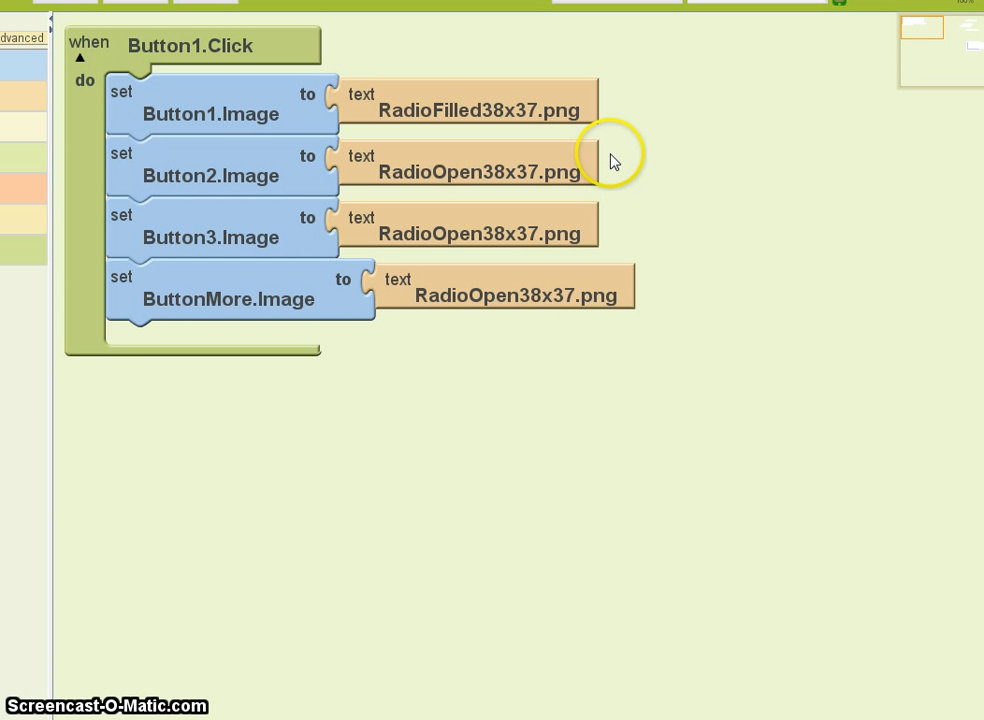 100%
dvanced
when Button1.Click
do
set Button1.Image to text RadioFilled38x37.png
set Button2.Image to text RadioOpen38x37.png
set Button3.Image to text RadioOpen38x37.png
set ButtonMore.Image to text RadioOpen38x37.png
Screencast-O-Matic.com